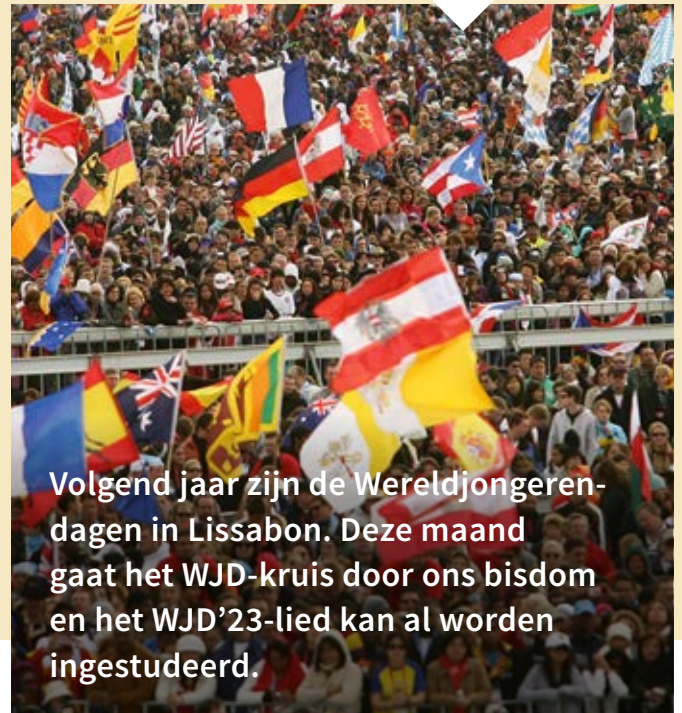 Volgend jaar zijn de Wereldjongeren-
dagen in Lissabon. Deze maand
gaat het WJD-kruis door ons bisdom
en het WJD’23-lied kan al worden
ingestudeerd.